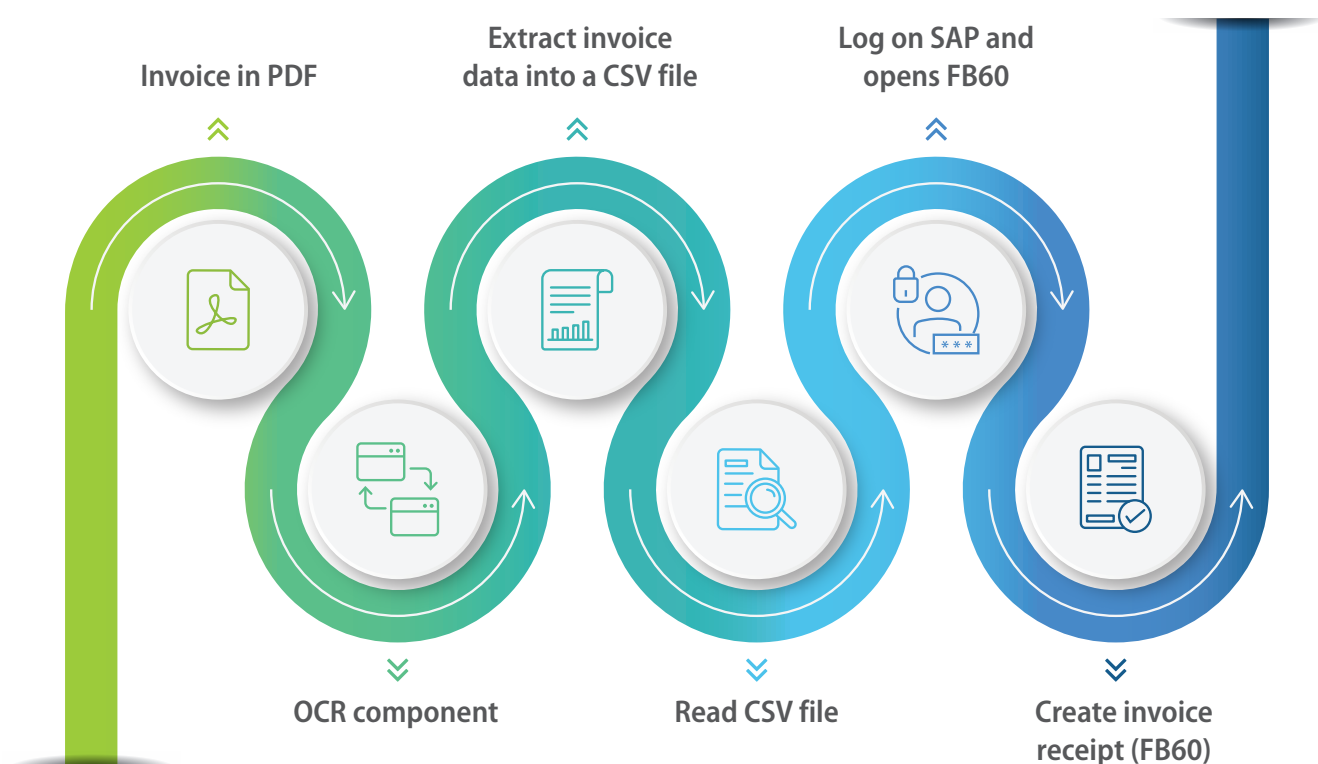 Invoice in PDF
OCR component
Extract invoice
data into a CSV file
Read CSV file
Log on SAP and
opens FB60
***
Create invoice
receipt (FB60)